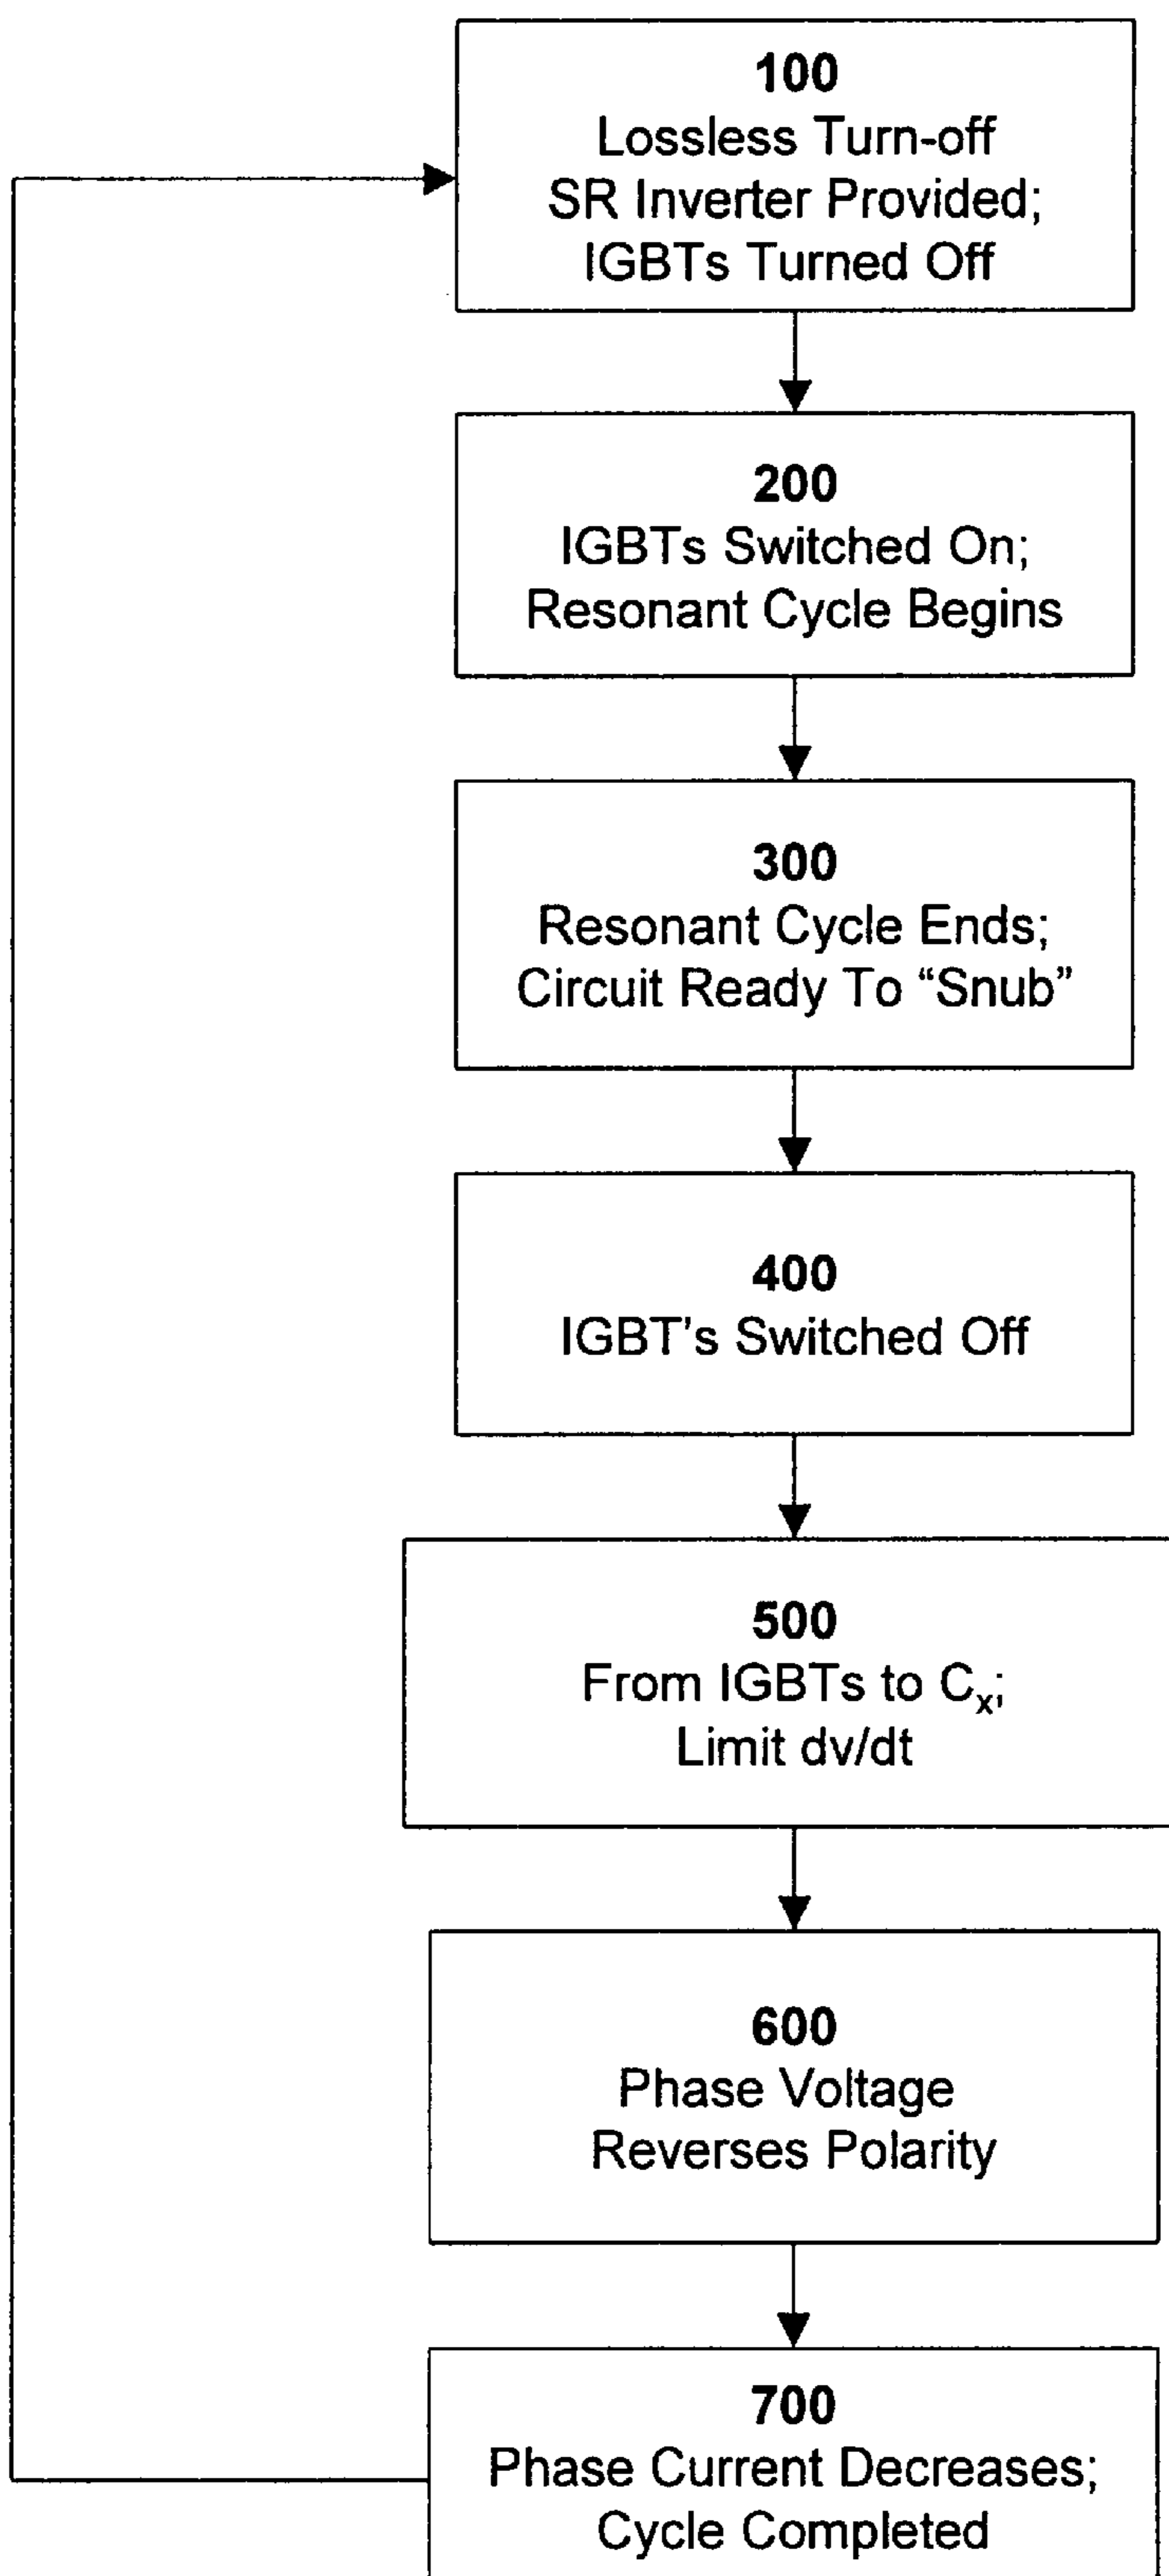 100
Lossless Turn-off
SR Inverter Provided;
IGBTs Turned Off
200
IGBTs Switched On;
Resonant Cycle Begins
300
Resonant Cycle Ends;
Circuit Ready To “Snub”
400
IGBT’s Switched Off
500
From IGBTs to Cx;
Limit dv/dt
600
Phase Voltage
Reverses Polarity
700
Phase Current Decreases;
Cycle Completed